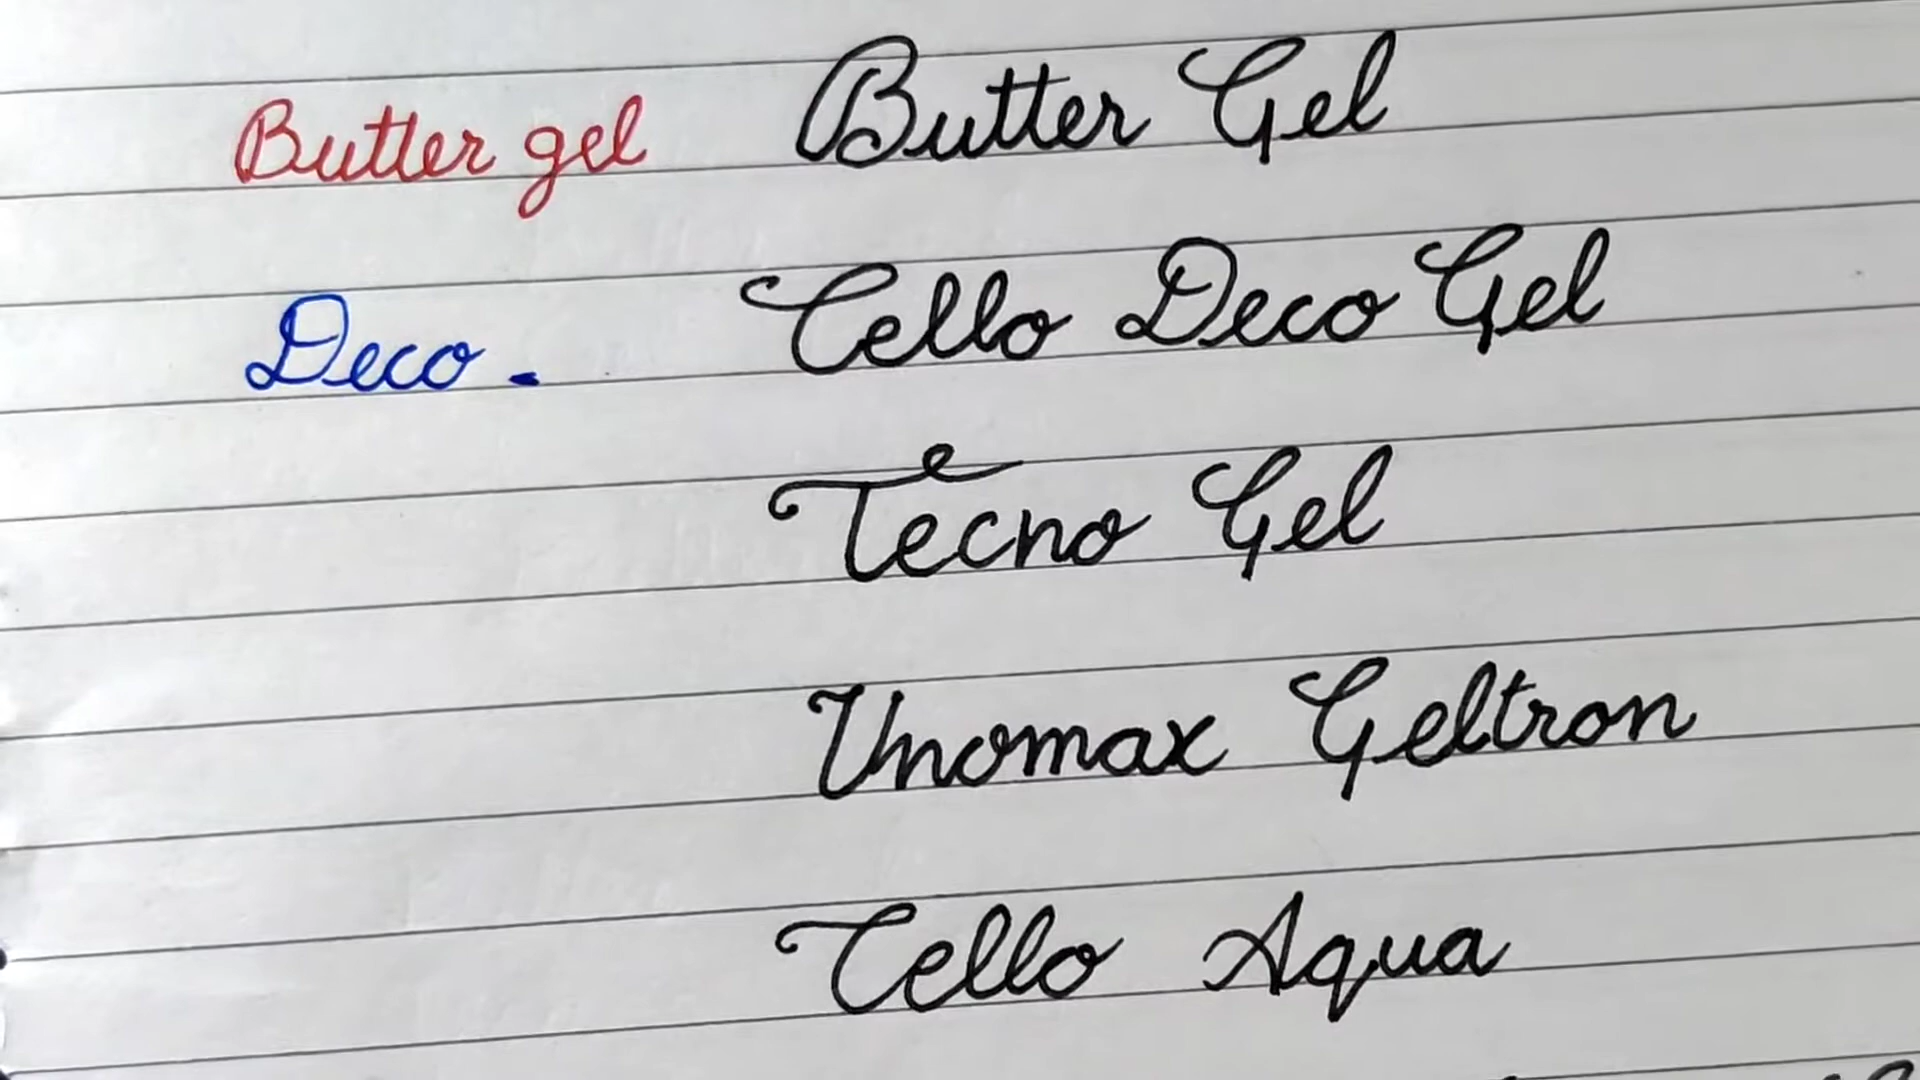 Butter gel Butter Gel
Deco. Cello Deco Gel
Tecno Gel
Unomax Geltron
Cello Aqua